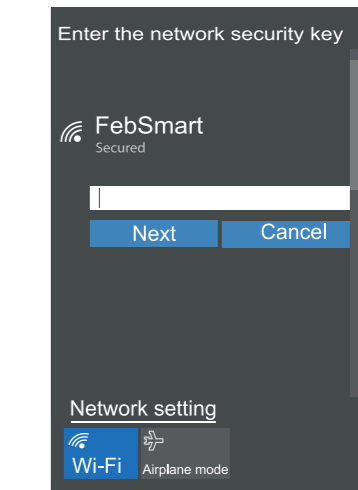 Enter the network security key
FebSmart
Secured
Next Cancel
Network setting
Wi-Fi Airplane mode